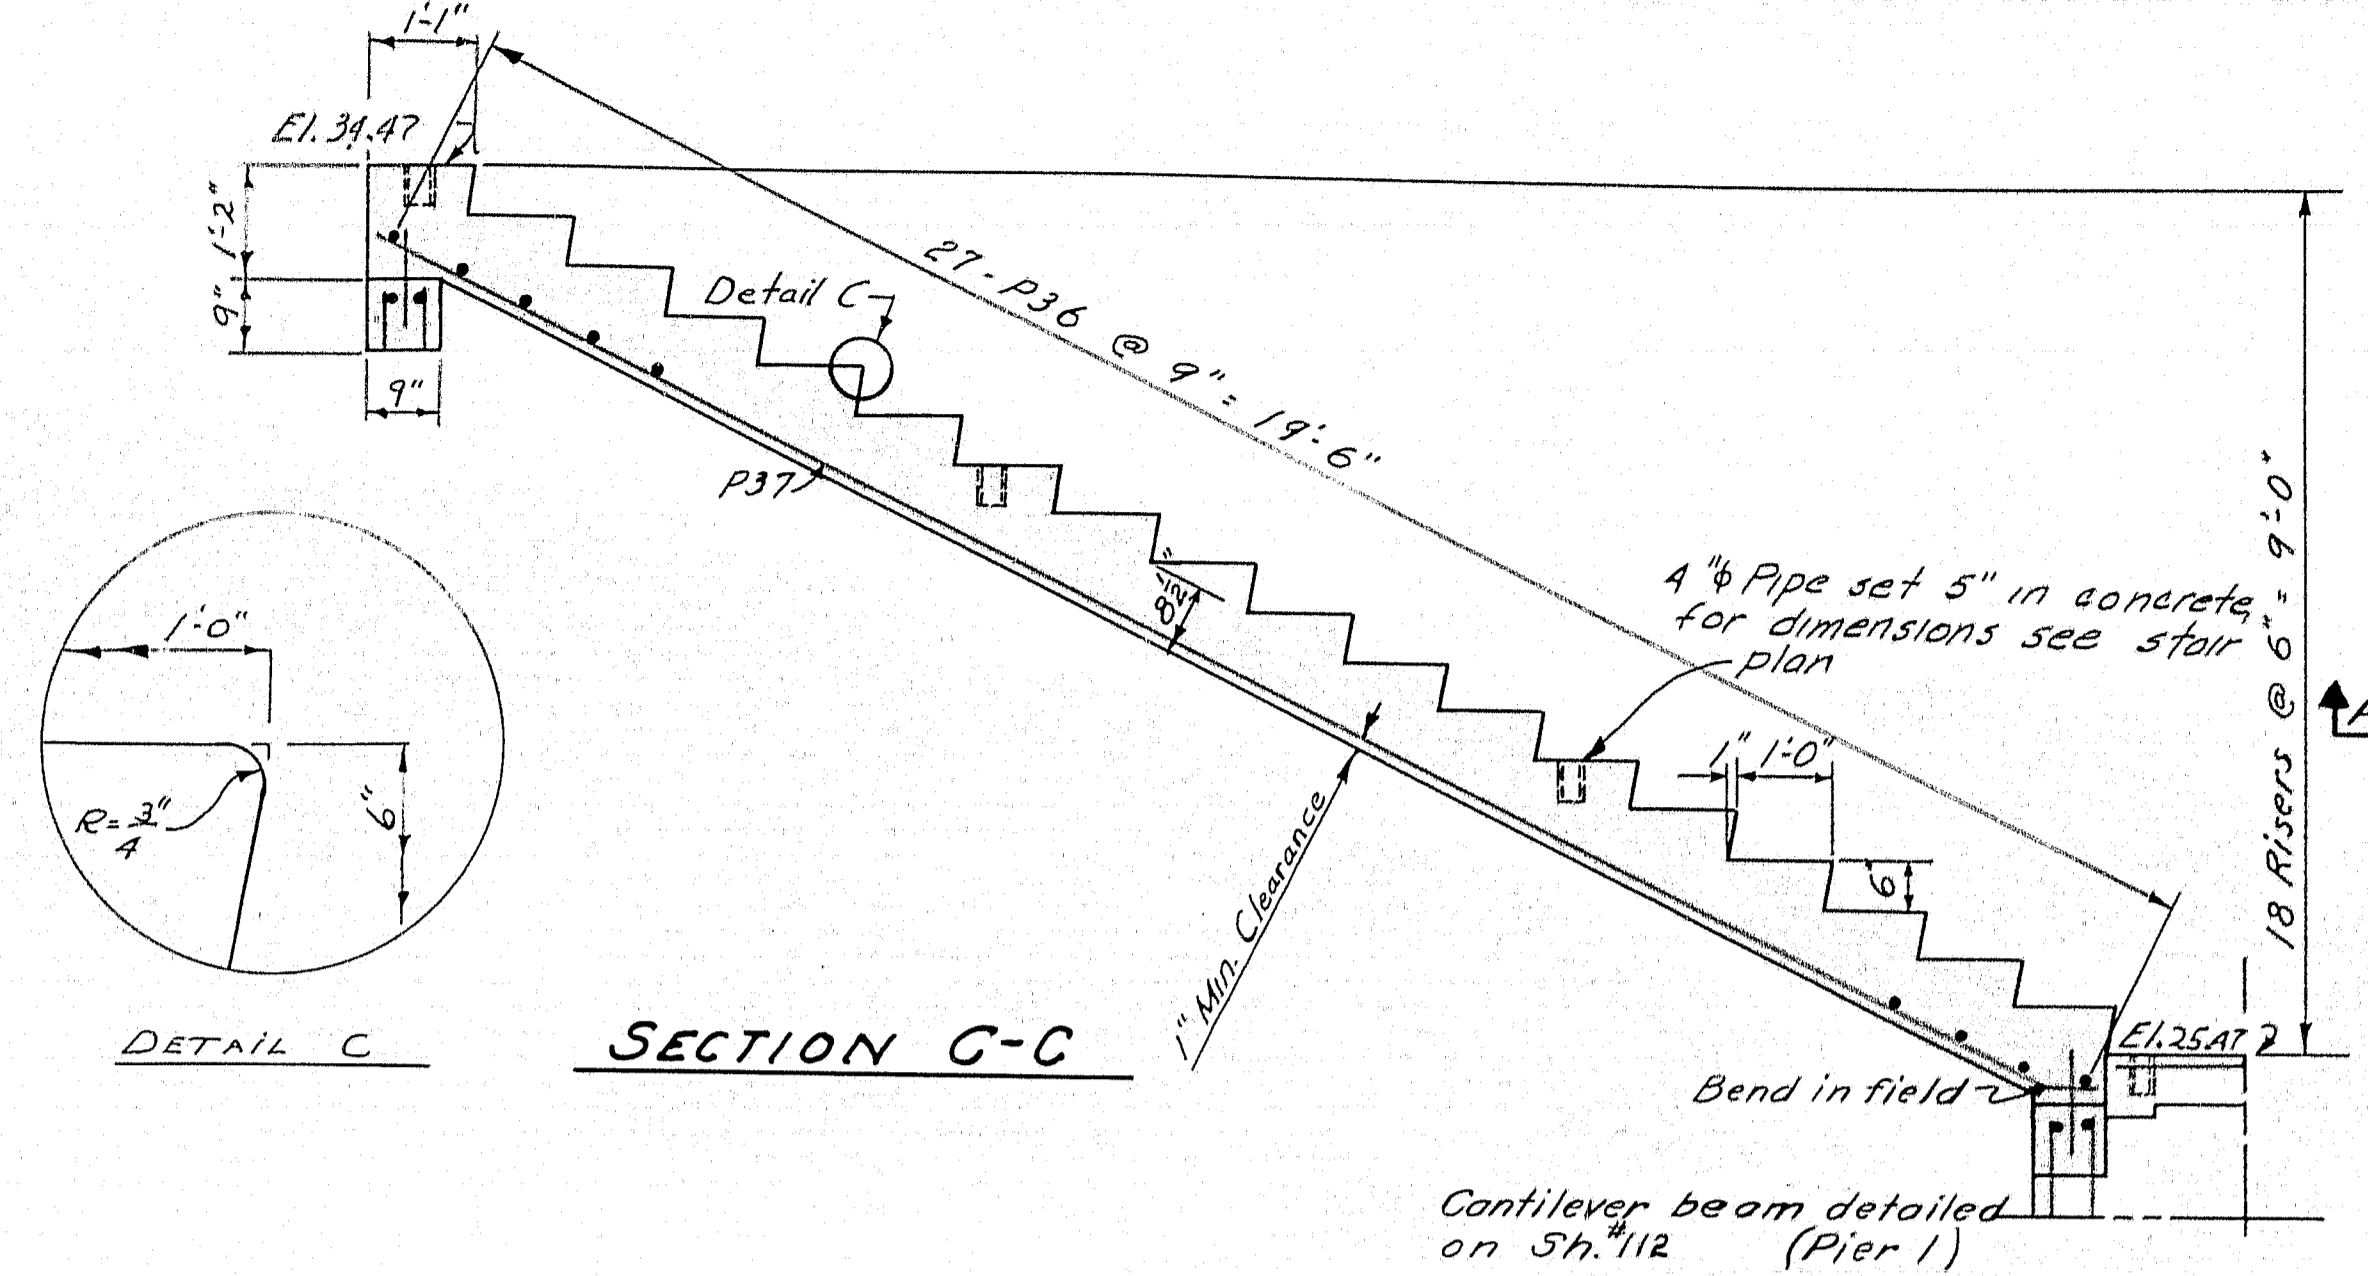 1'-1"
El. 34.47
1'-2"
9"
9"
Detail C
27-P36 @ 9" = 19'-6"
P37
8½"
4"ϕ Pipe set 5" in concrete,
for dimensions see stair
plan
18 Risers @ 6" = 9'-0"
A
1" 1'-0"
6"
1" Min. Clearance
1'-0"
R=¾"
6"
DETAIL C
SECTION C-C
El. 25.47
Bend in field
Cantilever beam detailed
on Sh. #112 (Pier 1)